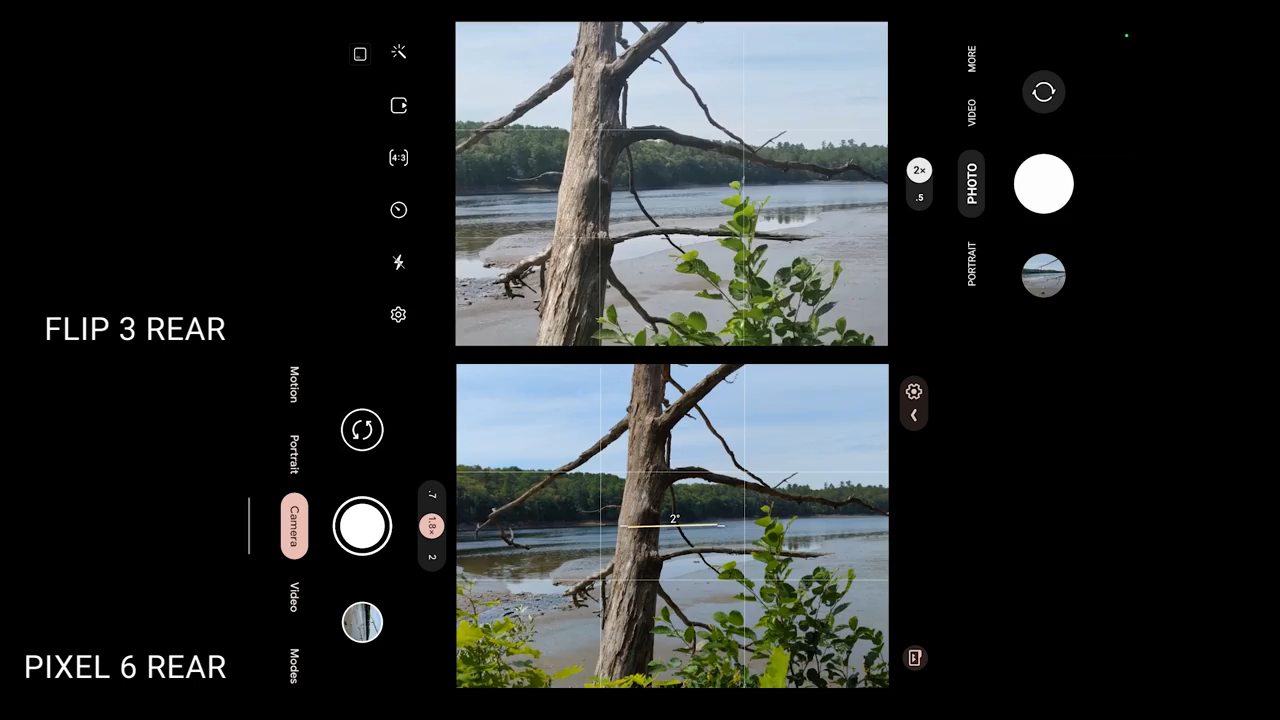 MORE
VIDEO
4:3
2×
.5
PHOTO
PORTRAIT
FLIP 3 REAR
Motion
Portrait
.7
Camera
1.8×
2
2°
Video
Modes
PIXEL 6 REAR